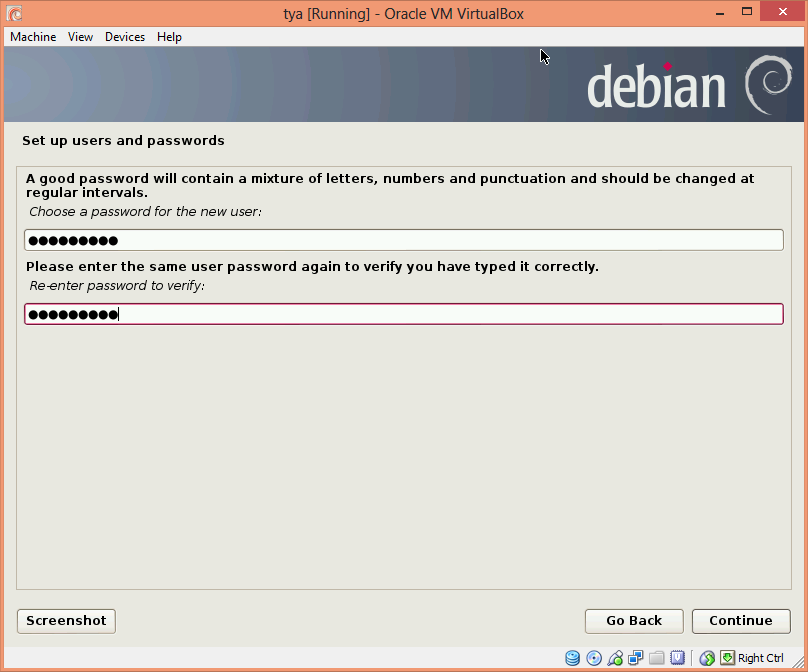 tya [Running] - Oracle VM VirtualBox
Machine View Devices Help
debian
Set up users and passwords
A good password will contain a mixture of letters, numbers and punctuation and should be changed at
regular intervals.
Choose a password for the new user:
●●●●●●●●●
Please enter the same user password again to verify you have typed it correctly.
Re-enter password to verify:
●●●●●●●●●
Screenshot Go Back Continue
Right Ctrl